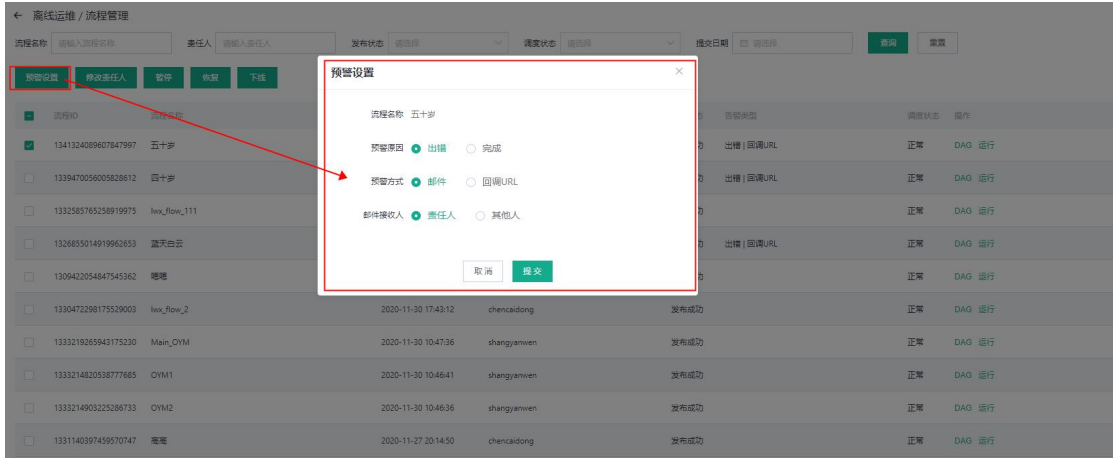 ← 离线运维 / 流程管理
流程名称 请输入流程名称 责任人 请输入责任人 发布状态 请选择 调度状态 请选择 提交日期 请选择 查询 重置
预警设置 修改责任人 暂停 恢复 下线
预警设置 ×
流程名称 五十岁
预警原因 出错 完成
预警方式 邮件 回调URL
邮件接收人 责任人 其他人
取消 提交
流程ID 流程名称 告警类型 调度状态 操作
1341324089607847997 五十岁 出错 | 回调URL 正常 DAG 运行
1339470056005828612 四十岁 出错 | 回调URL 正常 DAG 运行
1332585765258919975 lwx_flow_111 正常 DAG 运行
1326855014919962653 蓝天白云 出错 | 回调URL 正常 DAG 运行
1309422054847545362 嗯嗯 正常 DAG 运行
1330472298175529003 lwx_flow_2 2020-11-30 17:43:12 chencaidong 发布成功 正常 DAG 运行
1333219265943175230 Main_OYM 2020-11-30 10:47:36 shangyanwen 发布成功 正常 DAG 运行
1333214820538777685 OYM1 2020-11-30 10:46:41 shangyanwen 发布成功 正常 DAG 运行
1333214903225286733 OYM2 2020-11-30 10:46:36 shangyanwen 发布成功 正常 DAG 运行
1331140397459570747 2020-11-27 20:14:50 chencaidong 发布成功 正常 DAG 运行